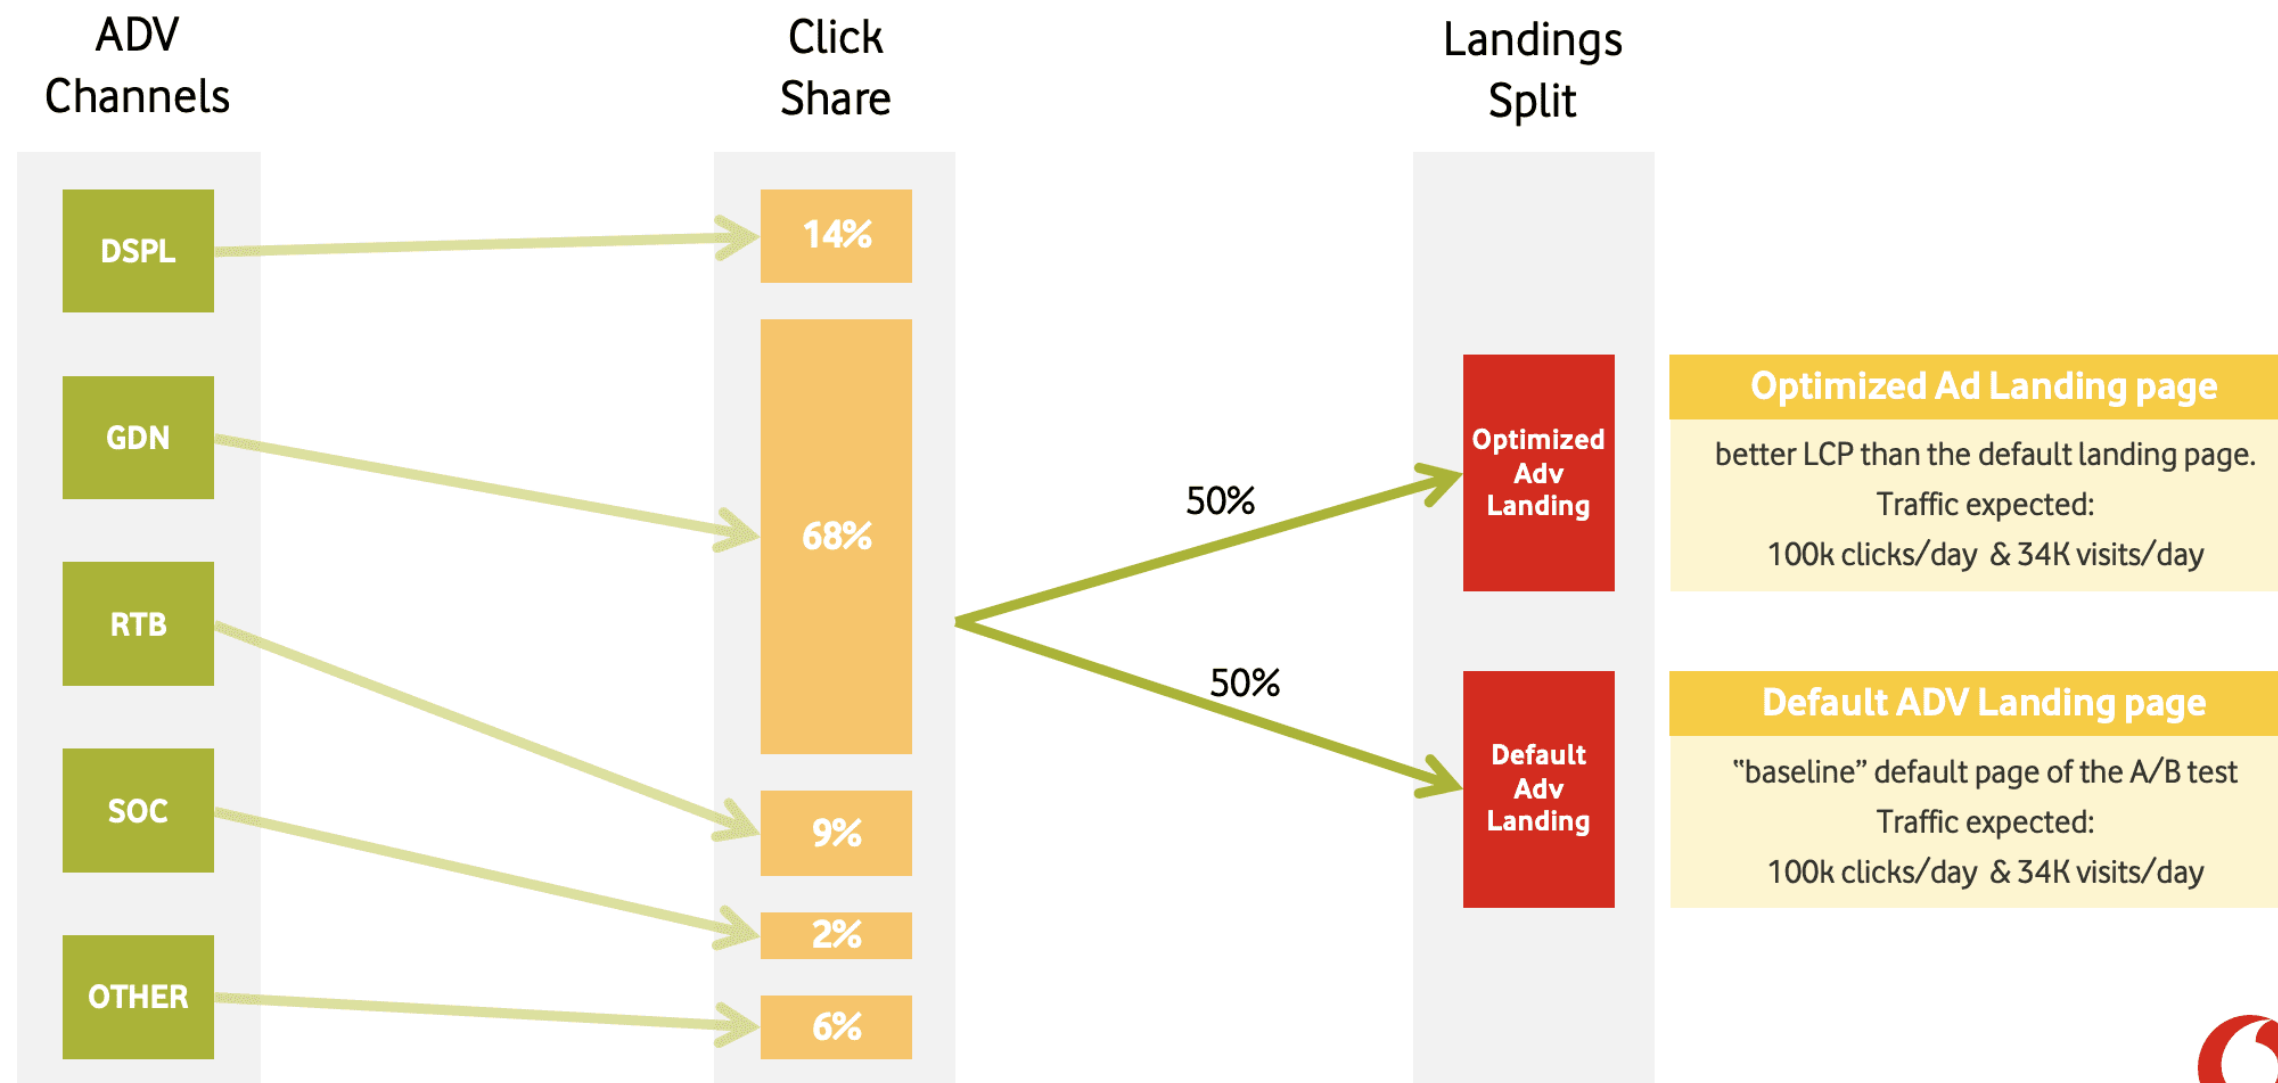 ADV
Channels
Click
Share
Landings
Split
DSPL
GDN
RTB
SOC
OTHER
14%
68%
9%
2%
6%
50%
50%
Optimized
Adv
Landing
Default
Adv
Landing
Optimized Ad Landing page
better LCP than the default landing page.
Traffic expected:
100k clicks/day & 34K visits/day
Default ADV Landing page
“baseline” default page of the A/B test
Traffic expected:
100k clicks/day & 34K visits/day